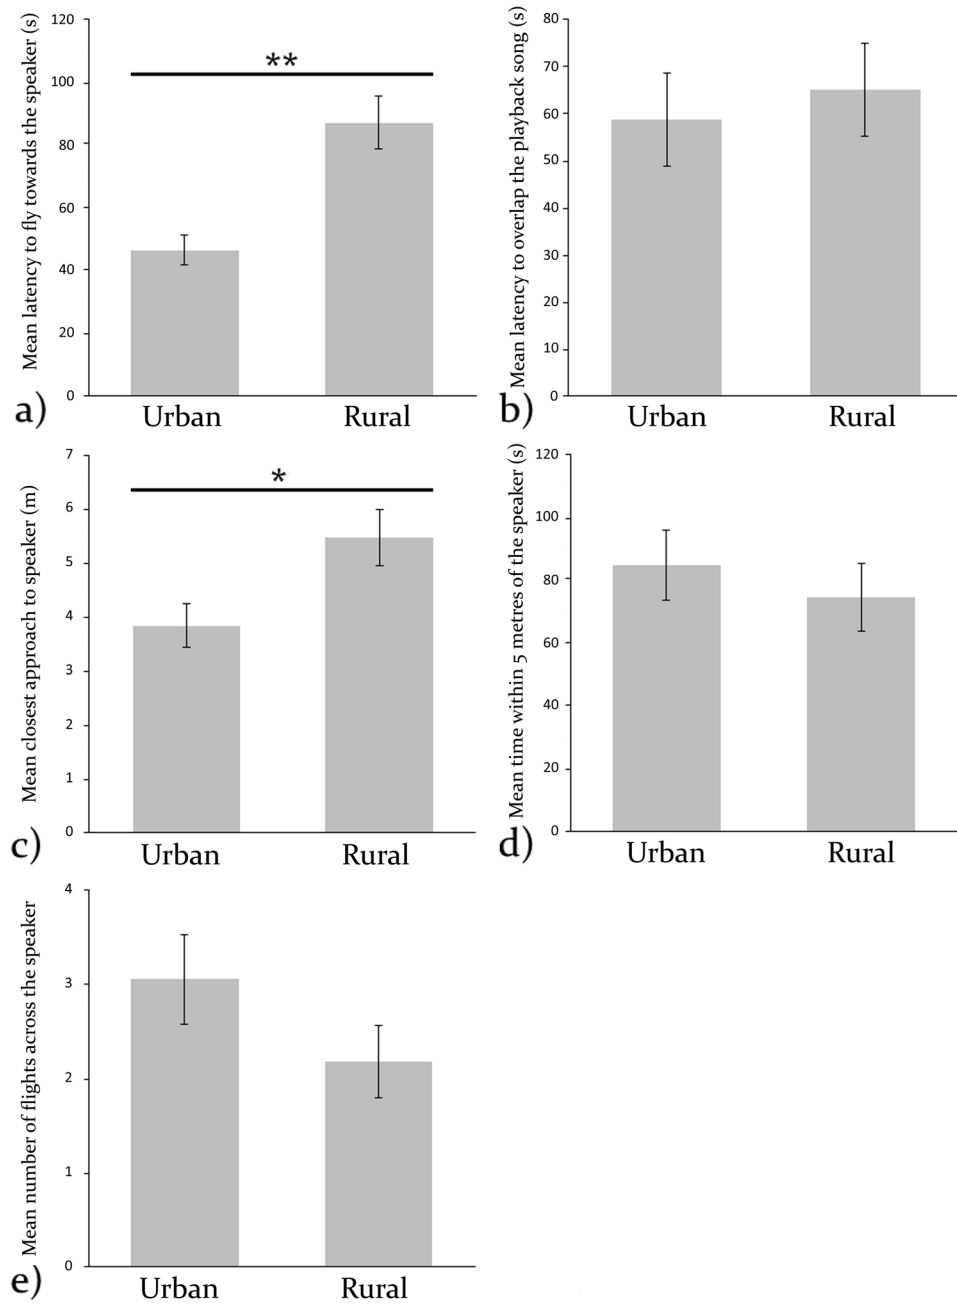 Mean latency to fly towards the speaker (s)
120
100
80
60
40
20
0
**
a)
Urban
Rural
Mean latency to overlap the playback song (s)
80
70
60
50
40
30
20
10
0
b)
Urban
Rural
Mean closest approach to speaker (m)
7
6
5
4
3
2
1
0
*
c)
Urban
Rural
Mean time within 5 metres of the speaker (s)
120
100
80
60
40
20
0
d)
Urban
Rural
Mean number of flights across the speaker
4
3
2
1
0
e)
Urban
Rural